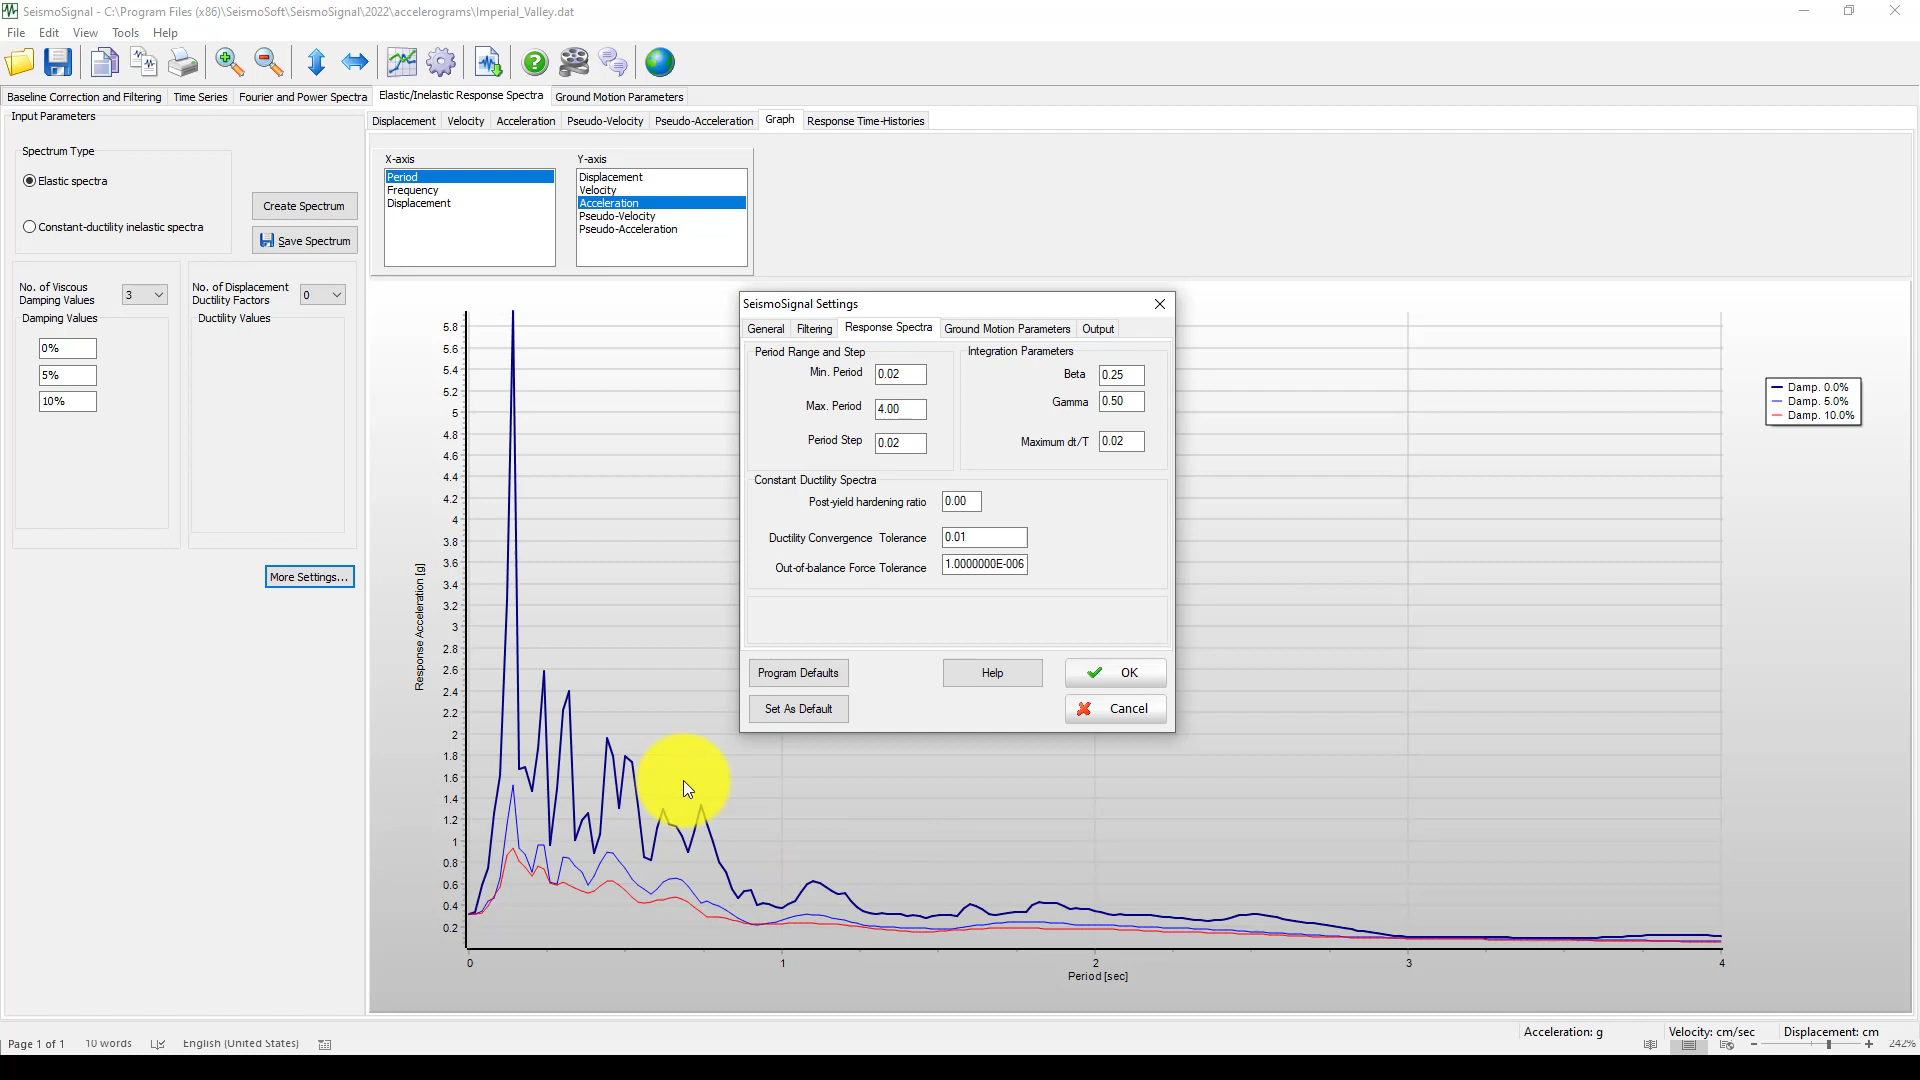 SeismoSignal - C:\Program Files (x86)\SeismoSoft\SeismoSignal\2022\accelerograms\Imperial_Valley.dat
File Edit View Tools Help
Baseline Correction and Filtering Time Series Fourier and Power Spectra Elastic/Inelastic Response Spectra Ground Motion Parameters
Input Parameters
Spectrum Type
Elastic spectra
Constant-ductility inelastic spectra
Create Spectrum
Save Spectrum
No. of Viscous
Damping Values
3
No. of Displacement
Ductility Factors
0
Damping Values
0%
5%
10%
Ductility Values
More Settings...
Displacement Velocity Acceleration Pseudo-Velocity Pseudo-Acceleration Graph Response Time-Histories
X-axis
Period
Frequency
Displacement
Y-axis
Displacement
Velocity
Acceleration
Pseudo-Velocity
Pseudo-Acceleration
Response Acceleration [g]
5.8
5.6
5.4
5.2
5
4.8
4.6
4.4
4.2
4
3.8
3.6
3.4
3.2
3
2.8
2.6
2.4
2.2
2
1.8
1.6
1.4
1.2
1
0.8
0.6
0.4
0.2
0 1 2 3 4
Period [sec]
Damp. 0.0%
Damp. 5.0%
Damp. 10.0%
SeismoSignal Settings
General Filtering Response Spectra Ground Motion Parameters Output
Period Range and Step
Min. Period 0.02
Max. Period 4.00
Period Step 0.02
Integration Parameters
Beta 0.25
Gamma 0.50
Maximum dt/T 0.02
Constant Ductility Spectra
Post-yield hardening ratio 0.00
Ductility Convergence Tolerance 0.01
Out-of-balance Force Tolerance 1.0000000E-006
Program Defaults Help OK
Set As Default Cancel
Acceleration: g Velocity: cm/sec Displacement: cm
Page 1 of 1 10 words English (United States) 242%